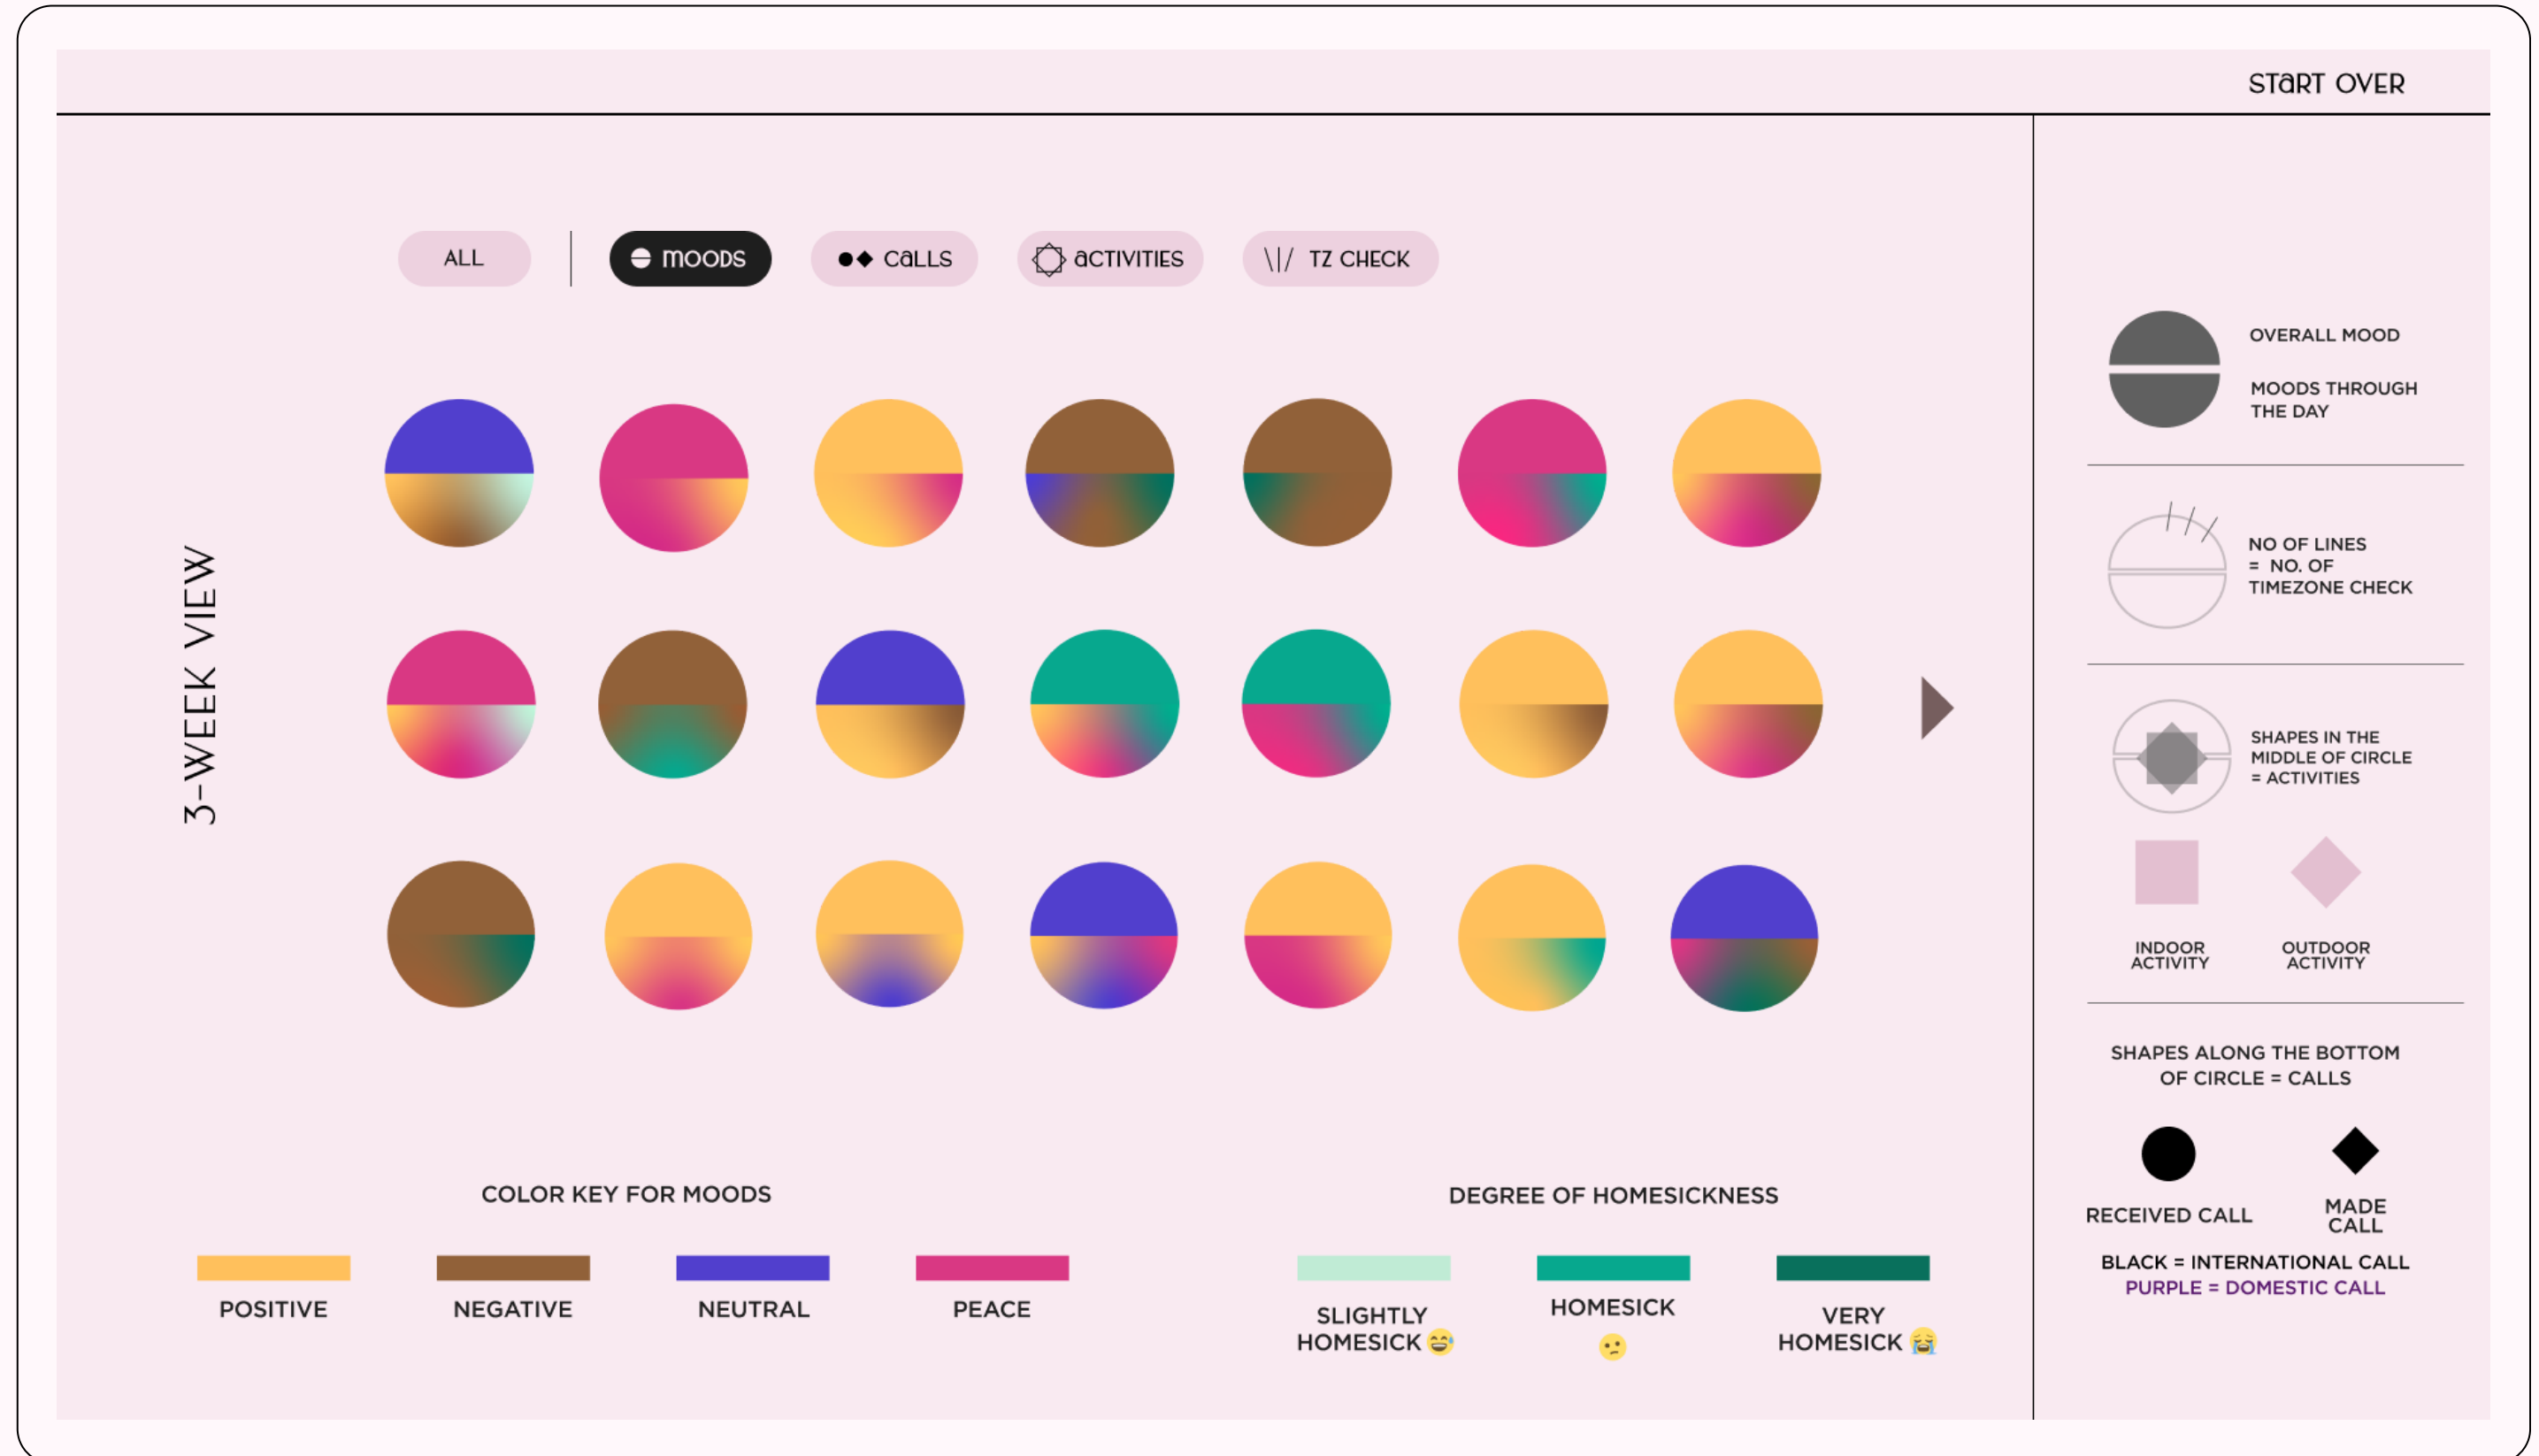 START OVER
ALL
MOODS
CALLS
ACTIVITIES
TZ CHECK
3-WEEK VIEW
OVERALL MOOD
MOODS THROUGH
THE DAY
NO OF LINES
= NO. OF
TIMEZONE CHECK
SHAPES IN THE
MIDDLE OF CIRCLE
= ACTIVITIES
INDOOR
ACTIVITY
OUTDOOR
ACTIVITY
SHAPES ALONG THE BOTTOM
OF CIRCLE = CALLS
RECEIVED CALL
MADE
CALL
BLACK = INTERNATIONAL CALL
PURPLE = DOMESTIC CALL
COLOR KEY FOR MOODS
POSITIVE
NEGATIVE
NEUTRAL
PEACE
DEGREE OF HOMESICKNESS
SLIGHTLY
HOMESICK 😅
HOMESICK
🫤
VERY
HOMESICK 😭